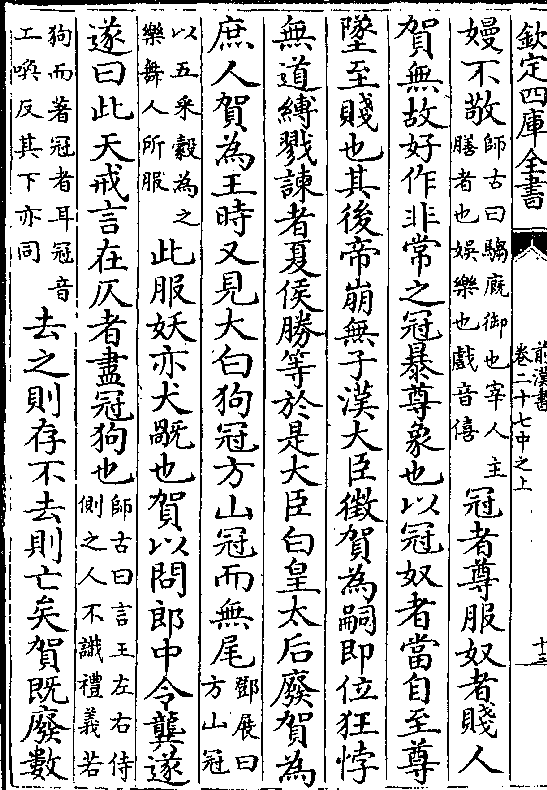 欽定四庫全書
前漢書
卷二十七中之上
十三
嫚不敬師古曰騶廐御也宰人主膳者也娛樂也戲音僖冠者尊服奴者賤人
賀無故好作非常之冠暴尊象也以冠奴者當自至尊
墜至賤也其後帝崩無子漢大臣徵賀為嗣即位狂悖
無道縛戮諫者夏侯勝等於是大臣白皇太后廢賀為
庶人賀為王時又見大白狗冠方山冠而無尾鄧展曰方山冠
以五采縠為之樂舞人所服此服妖亦犬䣛也賀以問郎中令龔遂
遂曰此天戒言在仄者盡冠狗也師古曰言王左右侍側之人不識禮義若
狗而著冠者耳冠音工喚反其下亦同去之則存不去則亡矣賀既廢數